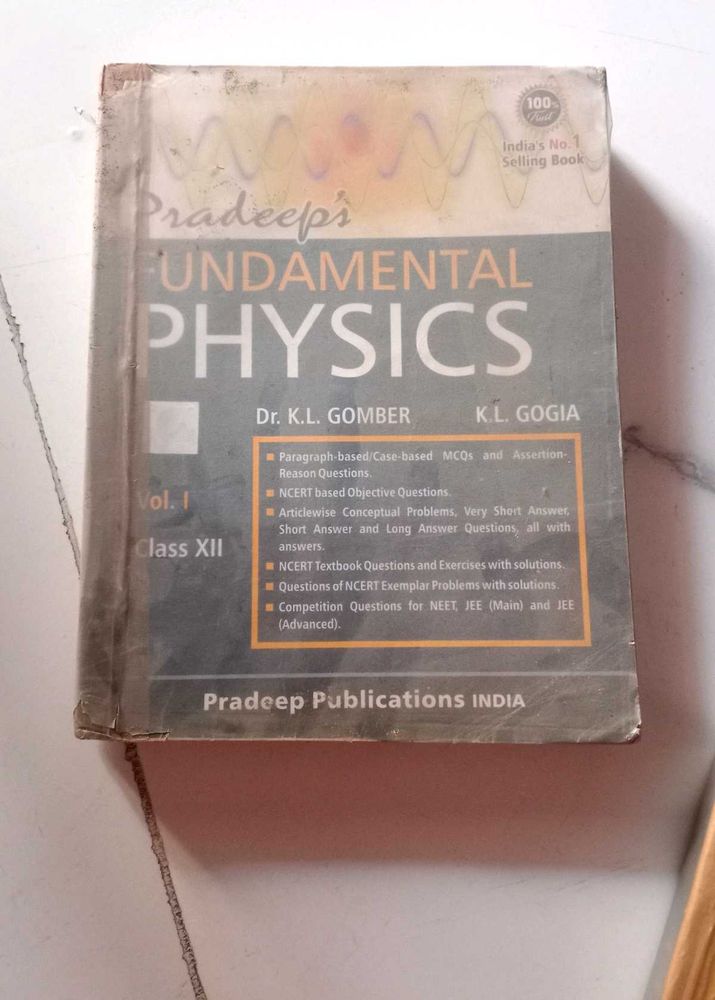 100%
Trust
India's No.1
Selling Book
Pradeep's
FUNDAMENTAL
PHYSICS
Dr. K.L. GOMBER K.L. GOGIA
Paragraph-based/Case-based MCQs and Assertion-
Reason Questions.
NCERT based Objective Questions.
Articlewise Conceptual Problems, Very Short Answer,
Short Answer and Long Answer Questions, all with
answers.
NCERT Textbook Questions and Exercises with solutions.
Questions of NCERT Exemplar Problems with solutions.
Competition Questions for NEET, JEE (Main) and JEE
(Advanced).
Vol. I
Class XII
Pradeep Publications INDIA